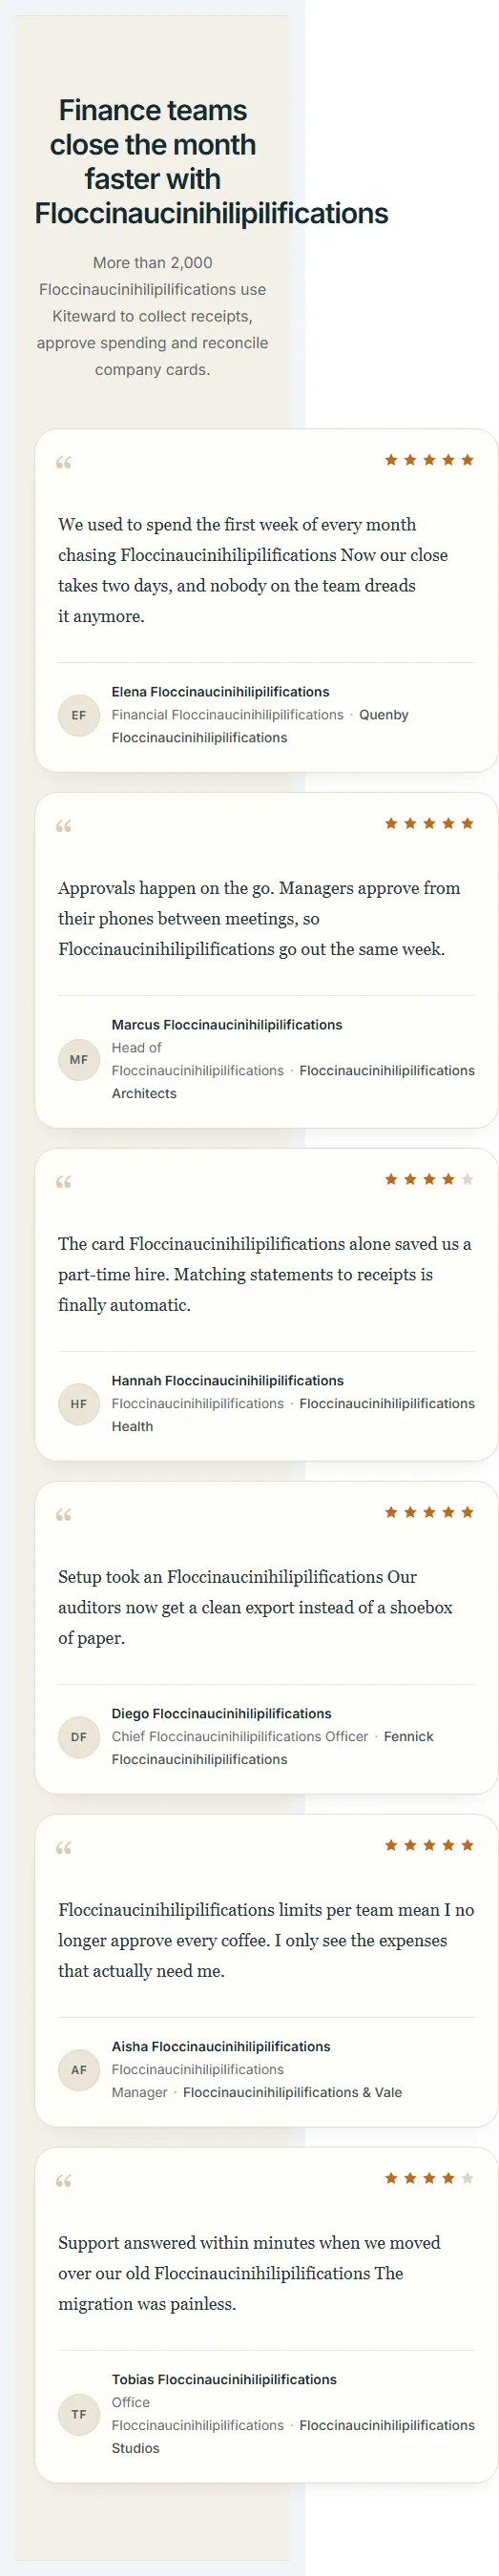 Finance teams
close the month
faster with
Floccinaucinihilipilifications
More than 2,000
Floccinaucinihilipilifications use
Kiteward to collect receipts,
approve spending and reconcile
company cards.
“
We used to spend the first week of every month
chasing Floccinaucinihilipilifications Now our close
takes two days, and nobody on the team dreads
it anymore.
EF
Elena Floccinaucinihilipilifications
Financial Floccinaucinihilipilifications · Quenby
Floccinaucinihilipilifications
“
Approvals happen on the go. Managers approve from
their phones between meetings, so
Floccinaucinihilipilifications go out the same week.
MF
Marcus Floccinaucinihilipilifications
Head of
Floccinaucinihilipilifications · Floccinaucinihilipilifications
Architects
“
The card Floccinaucinihilipilifications alone saved us a
part-time hire. Matching statements to receipts is
finally automatic.
HF
Hannah Floccinaucinihilipilifications
Floccinaucinihilipilifications · Floccinaucinihilipilifications
Health
“
Setup took an Floccinaucinihilipilifications Our
auditors now get a clean export instead of a shoebox
of paper.
DF
Diego Floccinaucinihilipilifications
Chief Floccinaucinihilipilifications Officer · Fennick
Floccinaucinihilipilifications
“
Floccinaucinihilipilifications limits per team mean I no
longer approve every coffee. I only see the expenses
that actually need me.
AF
Aisha Floccinaucinihilipilifications
Floccinaucinihilipilifications
Manager · Floccinaucinihilipilifications & Vale
“
Support answered within minutes when we moved
over our old Floccinaucinihilipilifications The
migration was painless.
TF
Tobias Floccinaucinihilipilifications
Office
Floccinaucinihilipilifications · Floccinaucinihilipilifications
Studios